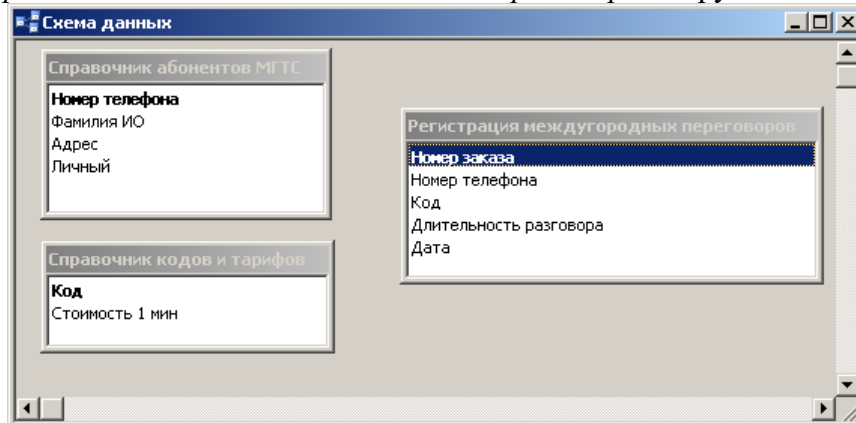 Схема данных
Справочник абонентов МГТС
Номер телефона
Фамилия ИО
Адрес
Личный
Регистрация междугородных переговоров
Номер заказа
Номер телефона
Код
Длительность разговора
Дата
Справочник кодов и тарифов
Код
Стоимость 1 мин